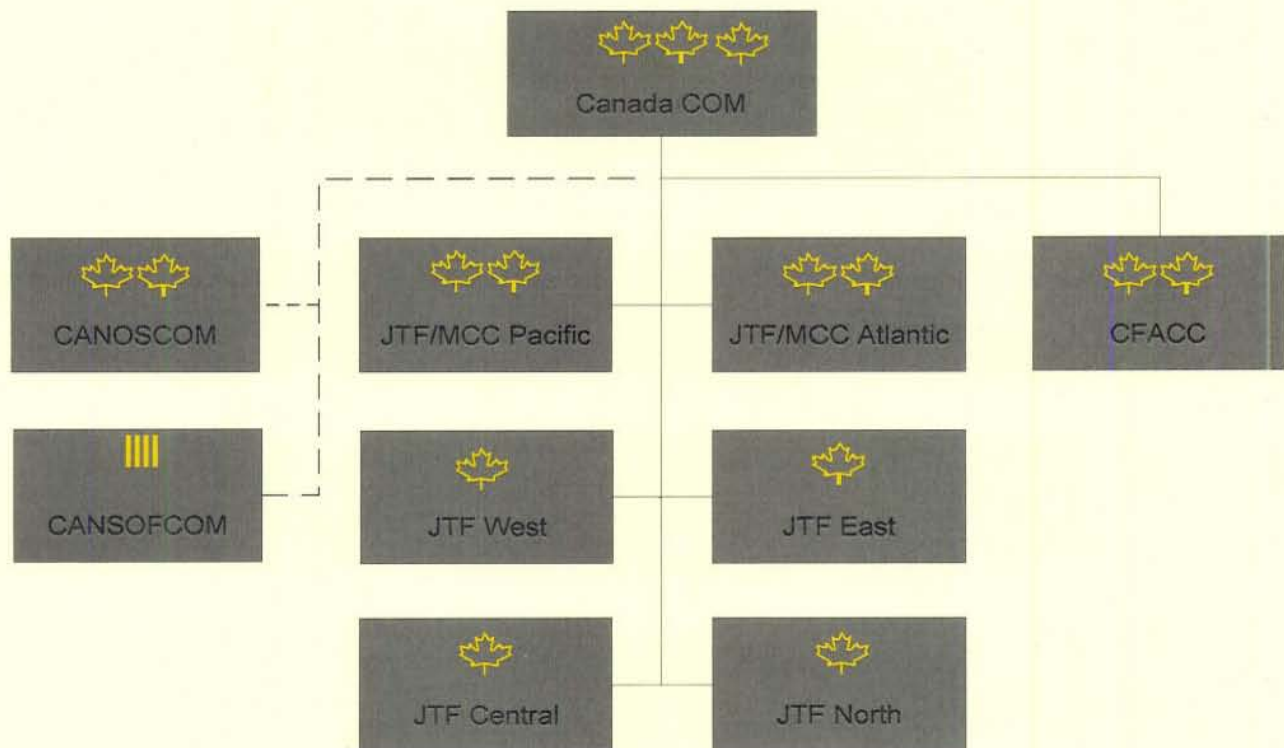 Canada COM
CANOSCOM
JTF/MCC Pacific
JTF/MCC Atlantic
CFACC
CANSOFCOM
JTF West
JTF East
JTF Central
JTF North